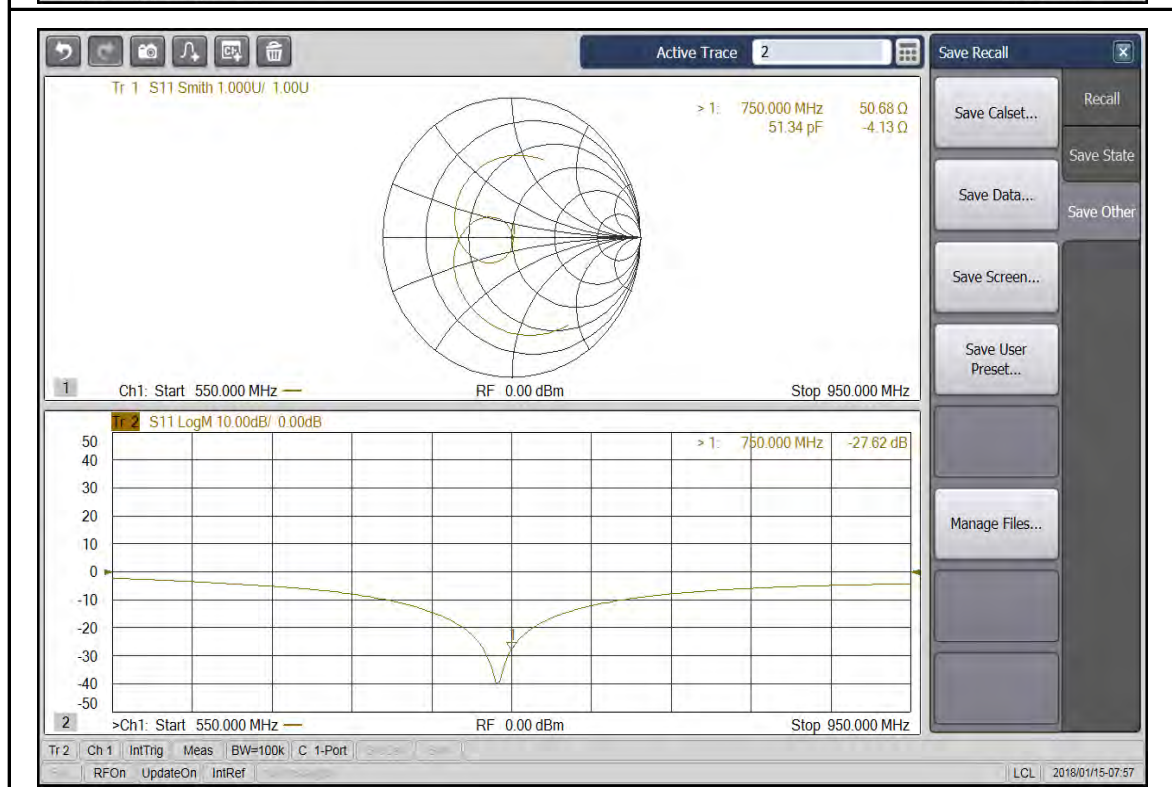 Active Trace 2
Save Recall
Tr 1 S11 Smith 1.000U/ 1.00U
> 1: 750.000 MHz 50.68 Ω
51.34 pF -4.13 Ω
1
Ch1: Start 550.000 MHz
RF 0.00 dBm
Stop 950.000 MHz
Tr 2 S11 LogM 10.00dB/ 0.00dB
> 1: 750.000 MHz -27.62 dB
50
40
30
20
10
0
-10
-20
-30
-40
-50
1
2
>Ch1: Start 550.000 MHz
RF 0.00 dBm
Stop 950.000 MHz
Save Calset...
Save Data...
Save Screen...
Save User
Preset...
Manage Files...
Recall
Save State
Save Other
Tr 2 Ch 1 IntTrig Meas BW=100k C 1-Port
RFOn UpdateOn IntRef
LCL 2018/01/15-07:57